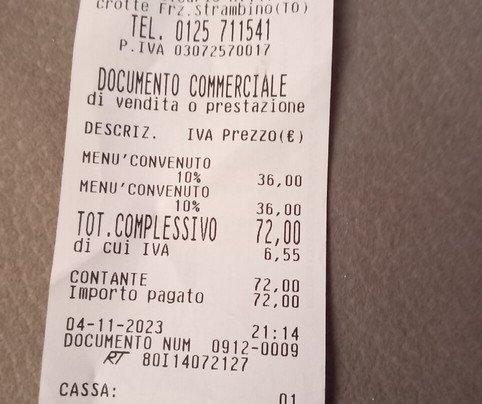 Crotte Frz.Strambino(TO)
TEL. 0125 711541
P.IVA 03072570017
DOCUMENTO COMMERCIALE
di vendita o prestazione
DESCRIZ. IVA Prezzo(€)
MENU'CONVENUTO
10% 36,00
MENU'CONVENUTO
10% 36,00
TOT.COMPLESSIVO 72,00
di cui IVA 6,55
CONTANTE 72,00
Importo pagato 72,00
04-11-2023 21:14
DOCUMENTO NUM 0912-0009
RT 80I14072127
CASSA: 01